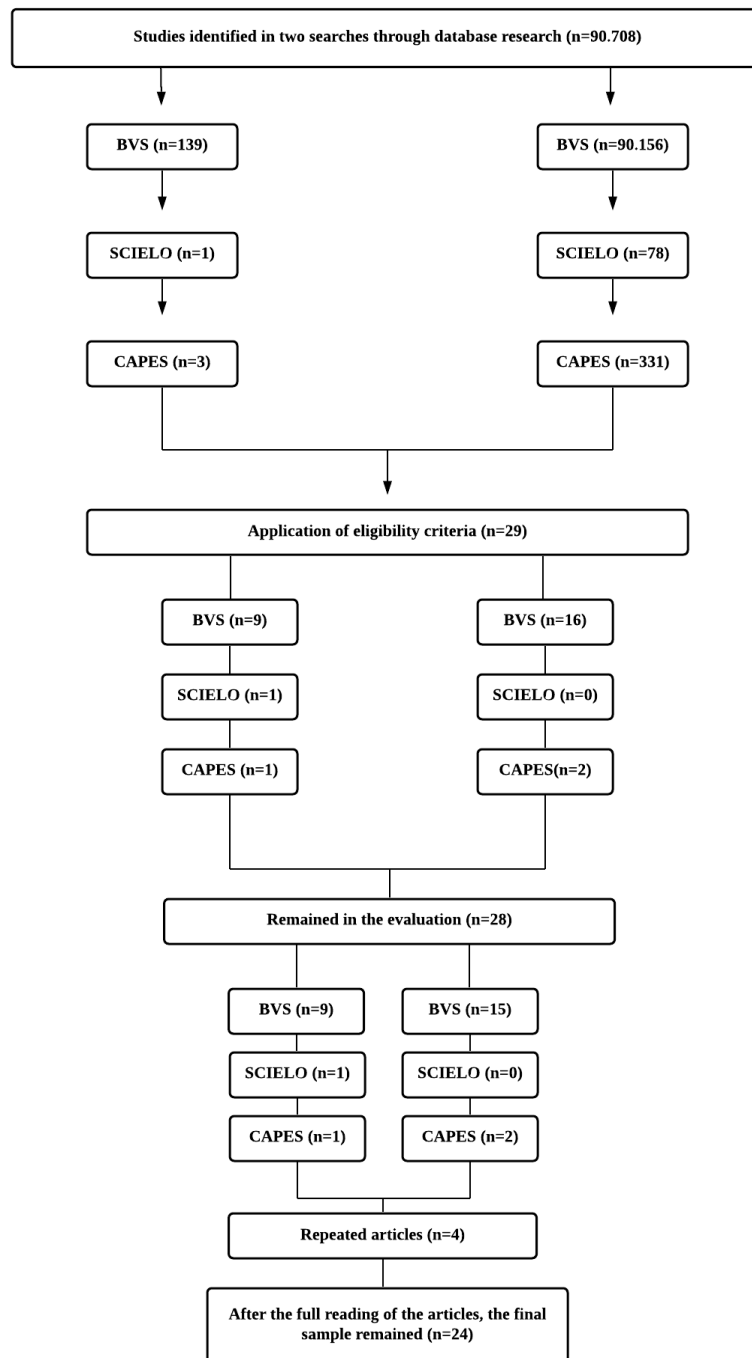 Studies identified in two searches through database research (n=90.708)
BVS (n=139)
BVS (n=90.156)
SCIELO (n=1)
SCIELO (n=78)
CAPES (n=3)
CAPES (n=331)
Application of eligibility criteria (n=29)
BVS (n=9)
BVS (n=16)
SCIELO (n=1)
SCIELO (n=0)
CAPES (n=1)
CAPES(n=2)
Remained in the evaluation (n=28)
BVS (n=9)
BVS (n=15)
SCIELO (n=1)
SCIELO (n=0)
CAPES (n=1)
CAPES (n=2)
Repeated articles (n=4)
After the full reading of the articles, the final
sample remained (n=24)